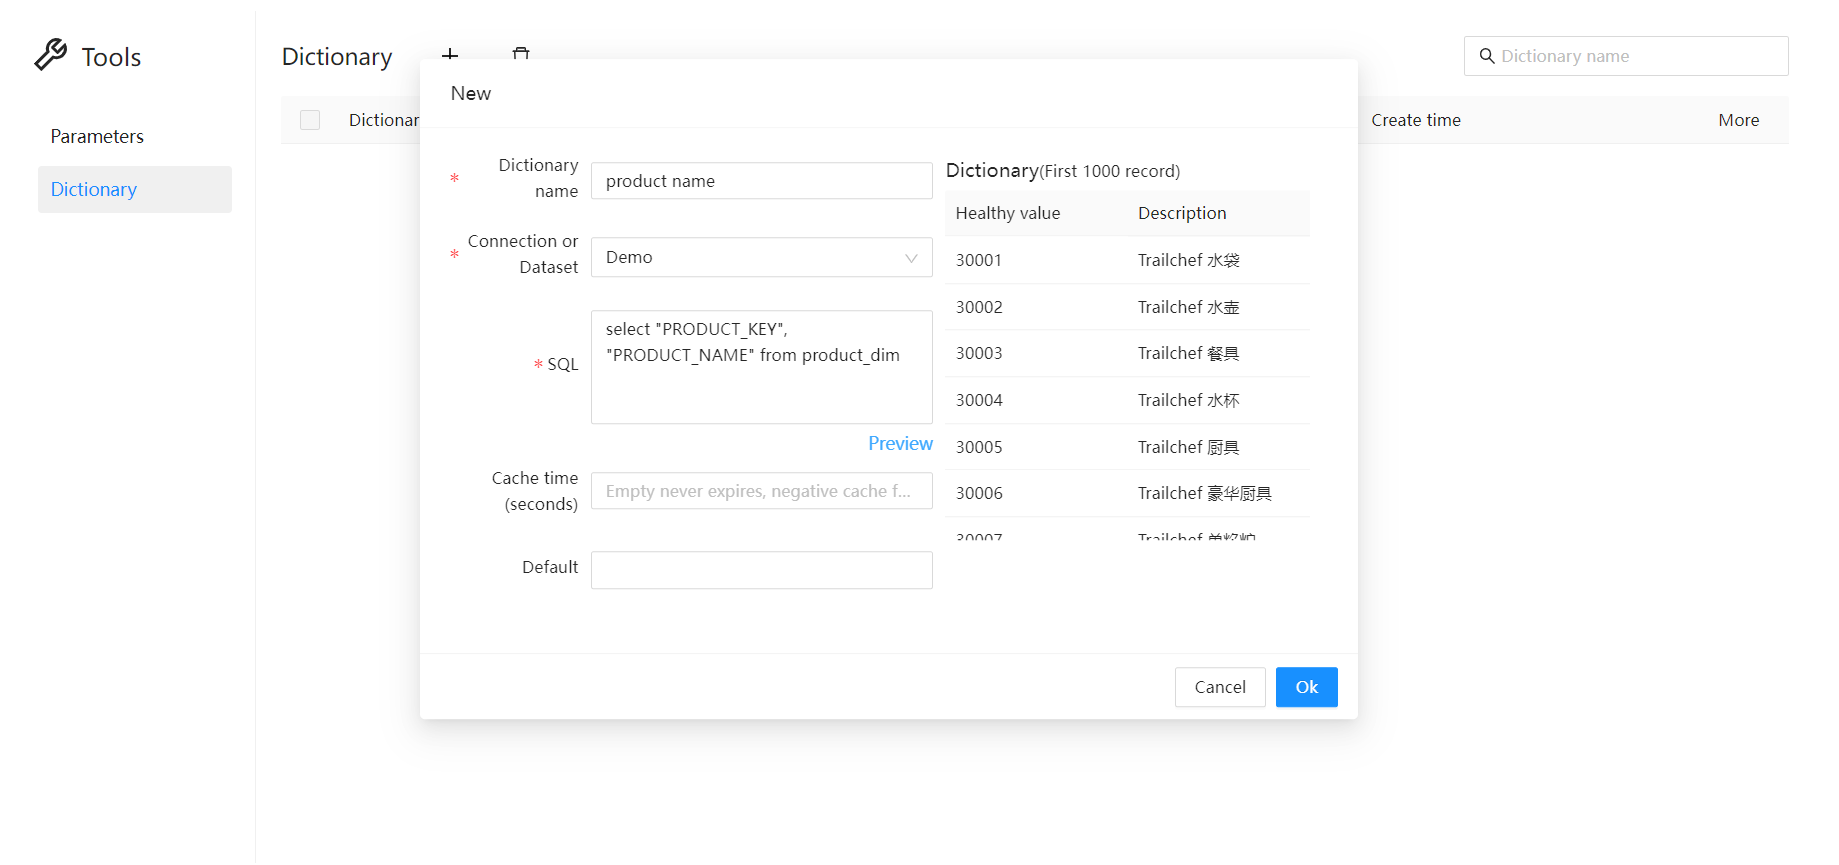 Tools
Parameters
Dictionary
Dictionary
Dictionary name
Dictionar
Create time
More
New
* Dictionary name
product name
* Connection or Dataset
Demo
* SQL
select "PRODUCT_KEY",
"PRODUCT_NAME" from product_dim
Preview
Cache time (seconds)
Empty never expires, negative cache f...
Default
Dictionary(First 1000 record)
Healthy value Description
30001 Trailchef 水袋
30002 Trailchef 水壶
30003 Trailchef 餐具
30004 Trailchef 水杯
30005 Trailchef 厨具
30006 Trailchef 豪华厨具
30007 Trailchef
Cancel
Ok